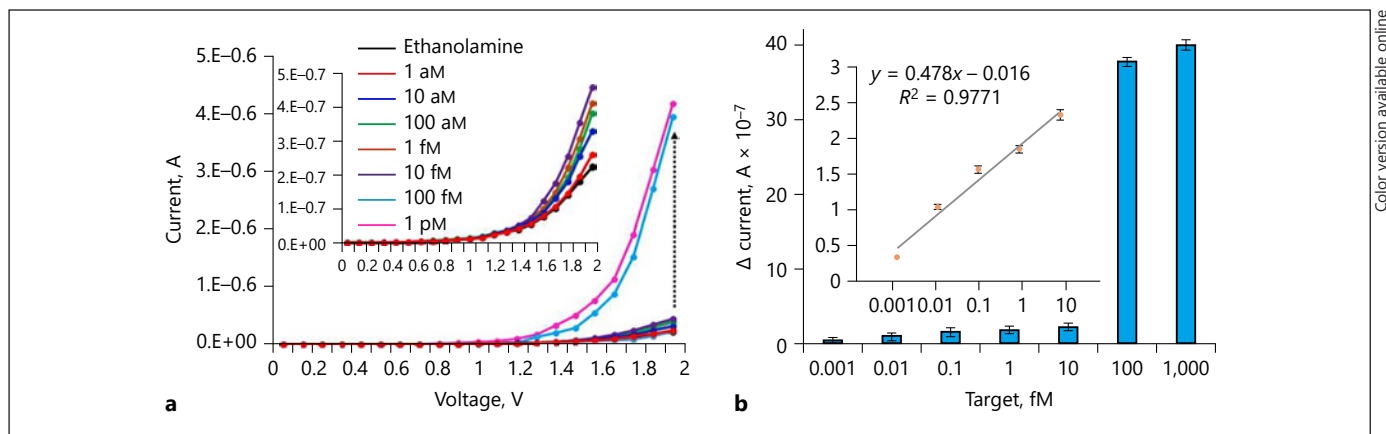 5.E–0.6
4.E–0.6
3.E–0.6
2.E–0.6
1.E–0.6
0.E+00
Current, A
0 0.2 0.4 0.6 0.8 1 1.2 1.4 1.6 1.8 2
Voltage, V
Ethanolamine
1 aM
10 aM
100 aM
1 fM
10 fM
100 fM
1 pM
5.E–0.7
4.E–0.7
3.E–0.7
2.E–0.7
1.E–0.7
0.E+00
0 0.2 0.4 0.6 0.8 1 1.2 1.4 1.6 1.8 2
a
40
30
20
10
0
Δ current, A × 10⁻⁷
0.001 0.01 0.1 1 10 100 1,000
Target, fM
y = 0.478x – 0.016
R² = 0.9771
3
2.5
2
1.5
1
0.5
0
0.001 0.01 0.1 1 10
b
Color version available online